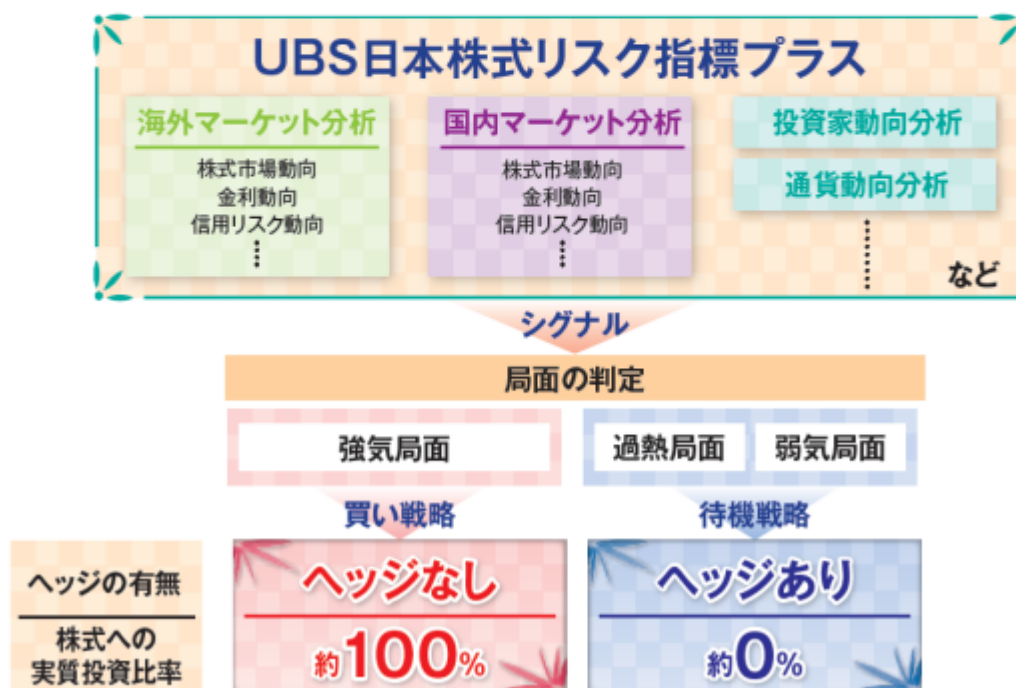 UBS日本株式リスク指標プラス
海外マーケット分析
株式市場動向
金利動向
信用リスク動向
国内マーケット分析
株式市場動向
金利動向
信用リスク動向
投資家動向分析
通貨動向分析
など
シグナル
局面の判定
強気局面
過熱局面
弱気局面
買い戦略
待機戦略
ヘッジの有無
ヘッジなし
ヘッジあり
株式への
実質投資比率
約100%
約0%